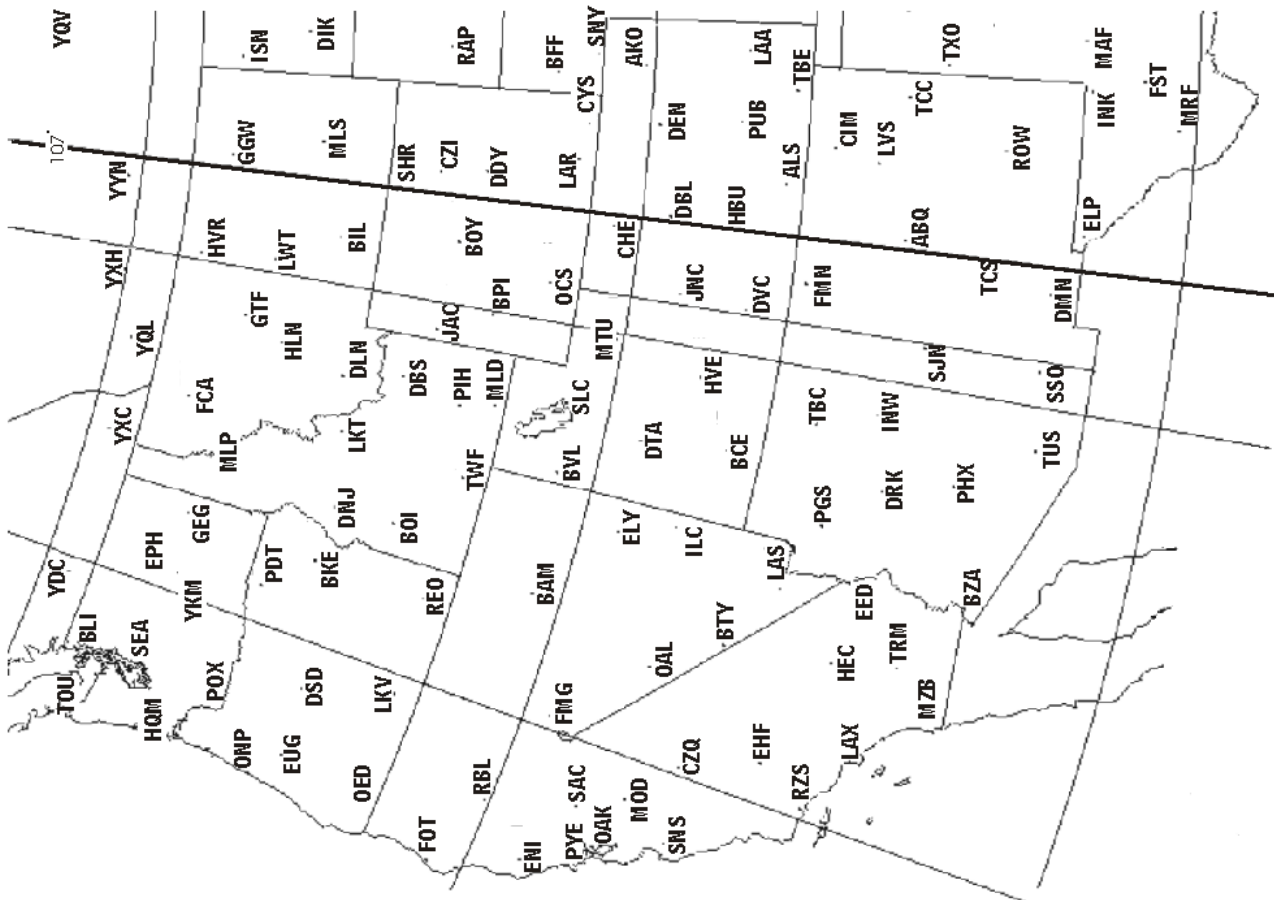 YQV
107
ISN
DIK
RAP
BFF
SNY
AKO
LAA
TBE
TXO
MAF
CYS
DEN
PUB
CIM
LVS
TCC
INK
FST
MRF
YYN
GGW
MLS
SHR
CZI
DDY
LAR
DBL
HBU
ALS
ROW
ELP
YXH
HVR
LWT
BIL
BOY
CHE
ABQ
YQL
GTF
HLN
DLN
JAC
BPI
OCS
MTU
JNC
DVC
FMN
TCS
DMN
YXC
FCA
MLP
LKT
DBS
PIH
MLD
SLC
HVE
TBC
INW
SJN
SSO
TWF
BVL
DTA
BCE
TUS
YDC
EPH
GEG
PDT
BKE
DNJ
BOI
ELY
ILC
PGS
DRK
PHX
BLI
SEA
YKM
REO
BAM
LAS
BTY
EED
BZA
TOU
HQM
POX
DSD
LKV
FMG
OAL
HEC
TRM
MZB
ONP
EUG
OED
RBL
SAC
CZQ
EHF
LAX
FOT
ENI
PYE
OAK
MOD
SNS
RZS